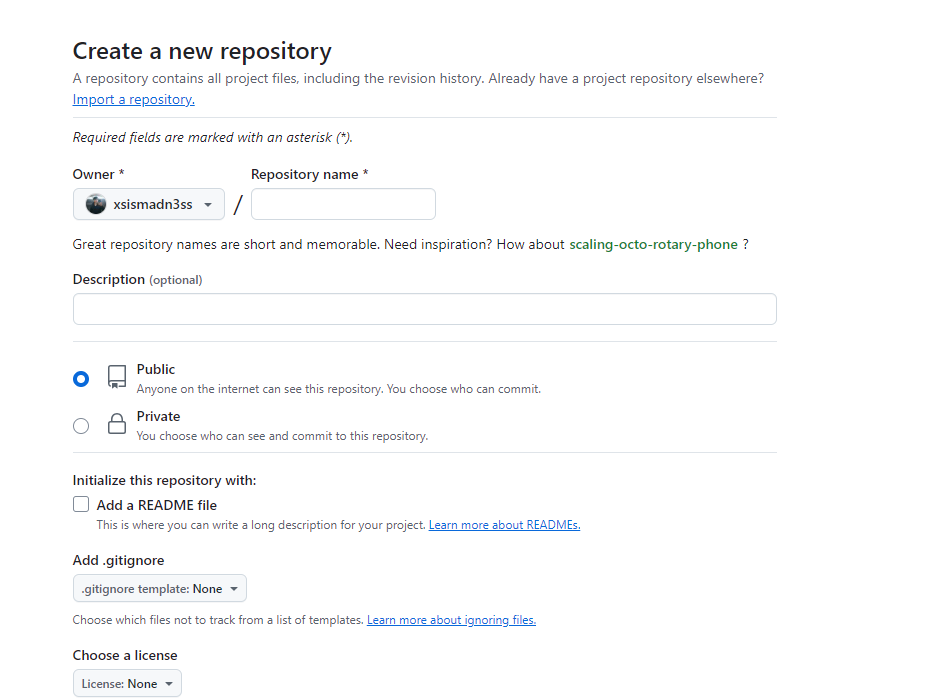 Create a new repository
A repository contains all project files, including the revision history. Already have a project repository elsewhere?
Import a repository.
Required fields are marked with an asterisk (*).
Owner * Repository name *
xsismadn3ss /
Great repository names are short and memorable. Need inspiration? How about scaling-octo-rotary-phone ?
Description (optional)
Public
Anyone on the internet can see this repository. You choose who can commit.
Private
You choose who can see and commit to this repository.
Initialize this repository with:
Add a README file
This is where you can write a long description for your project. Learn more about READMEs.
Add .gitignore
.gitignore template: None
Choose which files not to track from a list of templates. Learn more about ignoring files.
Choose a license
License: None